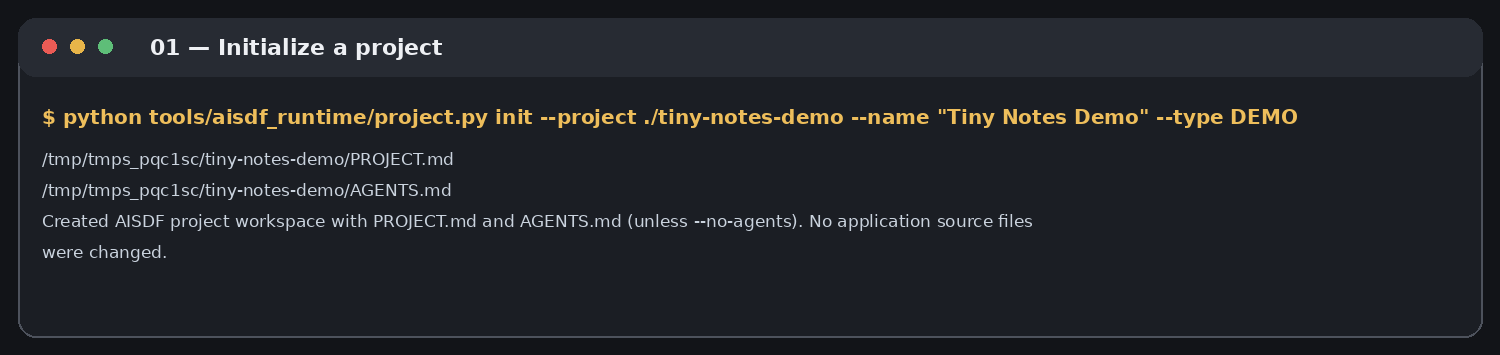 01 — Initialize a project
$ python tools/aisdf_runtime/project.py init --project ./tiny-notes-demo --name "Tiny Notes Demo" --type DEMO
/tmp/tmps_pqc1sc/tiny-notes-demo/PROJECT.md
/tmp/tmps_pqc1sc/tiny-notes-demo/AGENTS.md
Created AISDF project workspace with PROJECT.md and AGENTS.md (unless --no-agents). No application source files
were changed.